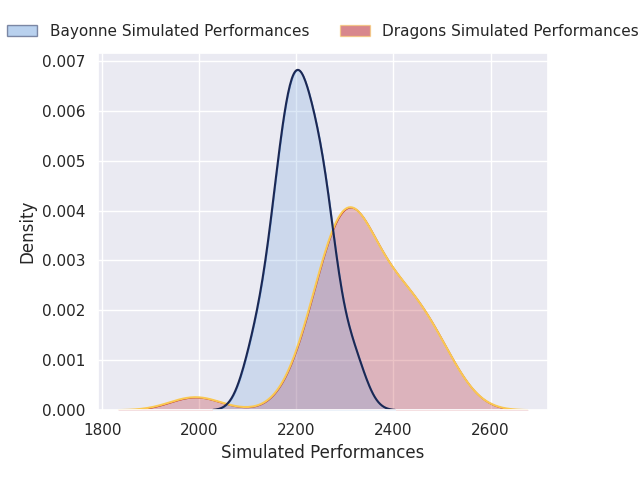 Bayonne Simulated Performances Dragons Simulated Performances
0.007
0.006
0.005
0.004
0.003
0.002
0.001
0.000
Density
1800 2000 2200 2400 2600
Simulated Performances